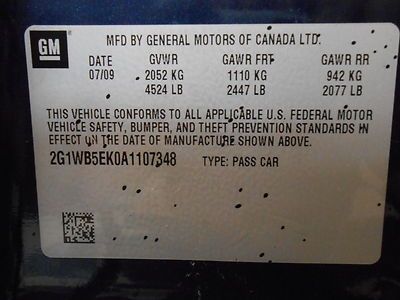 GM
MFD BY GENERAL MOTORS OF CANADA LTD.
DATE GVWR GAWR FRT GAWR RR
07/09 2052 KG 1110 KG 942 KG
4524 LB 2447 LB 2077 LB
THIS VEHICLE CONFORMS TO ALL APPLICABLE U.S. FEDERAL MOTOR
VEHICLE SAFETY, BUMPER, AND THEFT PREVENTION STANDARDS IN
EFFECT ON THE DATE OF MANUFACTURE SHOWN ABOVE.
2G1WB5EK0A1107348 TYPE: PASS CAR